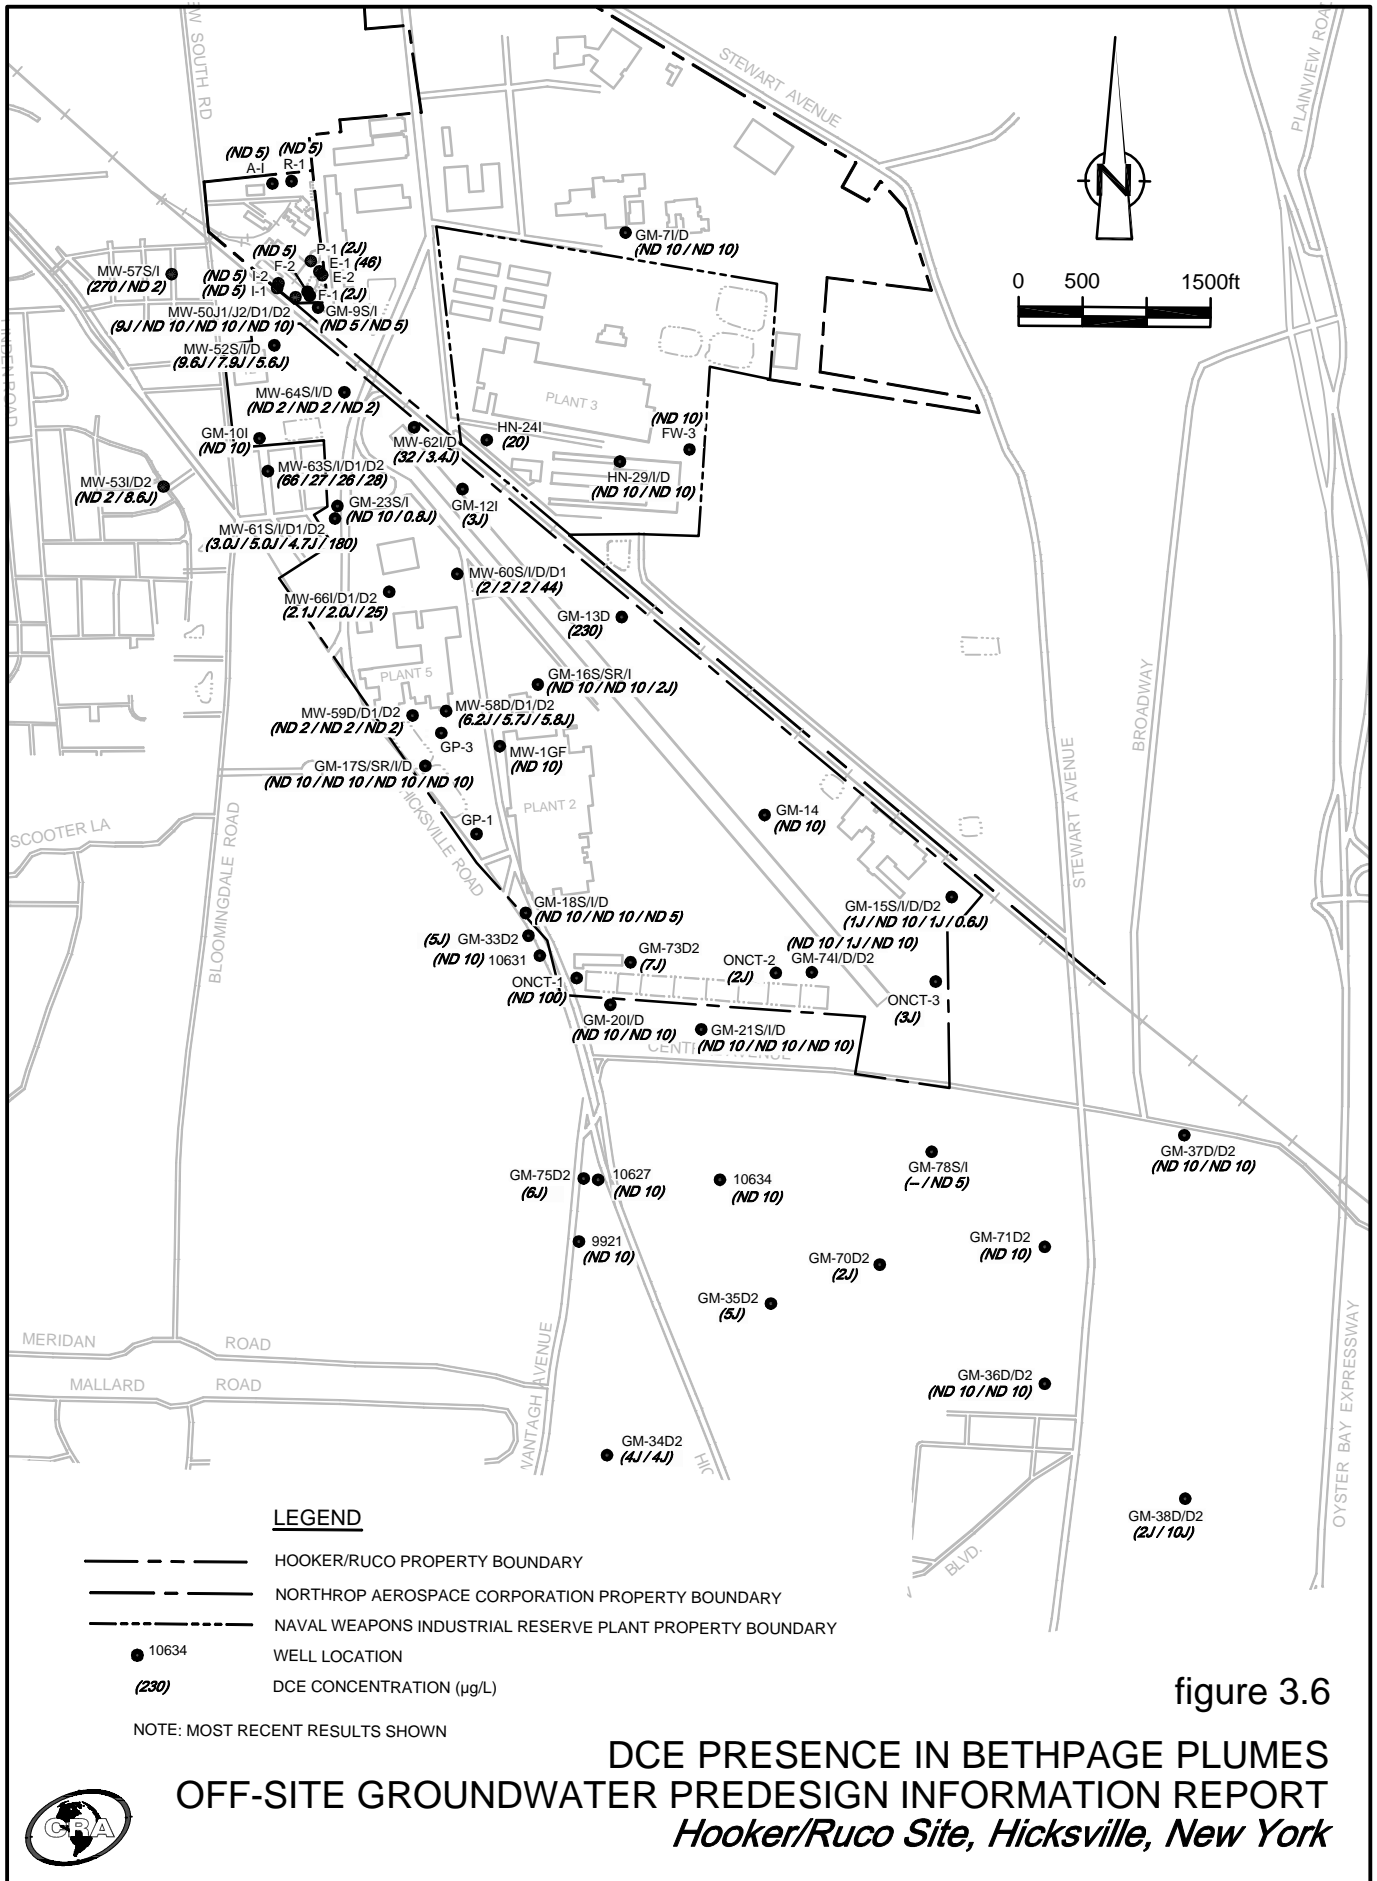 STEWART AVENUE
PLAINVIEW ROA
W SOUTH RD
N
0 500 1500ft
(ND 5) (ND 5)
A-I R-1
GM-7I/D
(ND 10 / ND 10)
(ND 5)
F-2
P-1 (2J)
E-1 (46)
E-2
MW-57S/I
(270 / ND 2)
(ND 5) I-2
(ND 5) I-1
F-1 (2J)
GM-9S/I
(ND 5 / ND 5)
MW-50J1/J2/D1/D2
(9J / ND 10 / ND 10 / ND 10)
MW-52S/I/D
(9.6J / 7.9J / 5.6J)
MW-64S/I/D
(ND 2 / ND 2 / ND 2)
PLANT 3
GM-10I
(ND 10)
MW-62I/D
(32 / 3.4J)
HN-24I
(20)
(ND 10)
FW-3
HN-29/I/D
(ND 10 / ND 10)
MW-63S/I/D1/D2
(66 / 27 / 26 / 28)
MW-53I/D2
(ND 2 / 8.6J)
GM-12I
(3J)
GM-23S/I
(ND 10 / 0.8J)
MW-61S/I/D1/D2
(3.0J / 5.0J / 4.7J / 180)
MW-60S/I/D/D1
(2 / 2 / 2 / 44)
MW-66I/D1/D2
(2.1J / 2.0J / 25)
GM-13D
(230)
PLANT 5
GM-16S/SR/I
(ND 10 / ND 10 / 2J)
MW-59D/D1/D2
(ND 2 / ND 2 / ND 2)
MW-58D/D1/D2
(6.2J / 5.7J / 5.8J)
GP-3
MW-1GF
(ND 10)
GM-17S/SR/I/D
(ND 10 / ND 10 / ND 10 / ND 10)
BROADWAY
STEWART AVENUE
HICKSVILLE ROAD
PLANT 2
GP-1
GM-14
(ND 10)
SCOOTER LA
BLOOMINGDALE ROAD
GM-18S/I/D
(ND 10 / ND 10 / ND 5)
GM-15S/I/D/D2
(1J / ND 10 / 1J / 0.6J)
(5J) GM-33D2
(ND 10) 10631
GM-73D2
(7J)
(ND 10 / 1J / ND 10)
ONCT-2
(2J)
GM-74I/D/D2
ONCT-1
(ND 100)
ONCT-3
(3J)
GM-20I/D
(ND 10 / ND 10)
GM-21S/I/D
(ND 10 / ND 10 / ND 10)
GM-37D/D2
(ND 10 / ND 10)
GM-78S/I
(-- / ND 5)
GM-75D2
(6J)
10627
(ND 10)
10634
(ND 10)
9921
(ND 10)
GM-71D2
(ND 10)
GM-70D2
(2J)
GM-35D2
(5J)
MERIDAN ROAD
MALLARD ROAD
WANTAGH AVENUE
HIC
GM-36D/D2
(ND 10 / ND 10)
OYSTER BAY EXPRESSWAY
GM-34D2
(4J / 4J)
GM-38D/D2
(2J / 10J)
BLVD.
LEGEND
HOOKER/RUCO PROPERTY BOUNDARY
NORTHROP AEROSPACE CORPORATION PROPERTY BOUNDARY
NAVAL WEAPONS INDUSTRIAL RESERVE PLANT PROPERTY BOUNDARY
10634 WELL LOCATION
(230) DCE CONCENTRATION (µg/L)
NOTE: MOST RECENT RESULTS SHOWN
figure 3.6
DCE PRESENCE IN BETHPAGE PLUMES
OFF-SITE GROUNDWATER PREDESIGN INFORMATION REPORT
Hooker/Ruco Site, Hicksville, New York
CRA